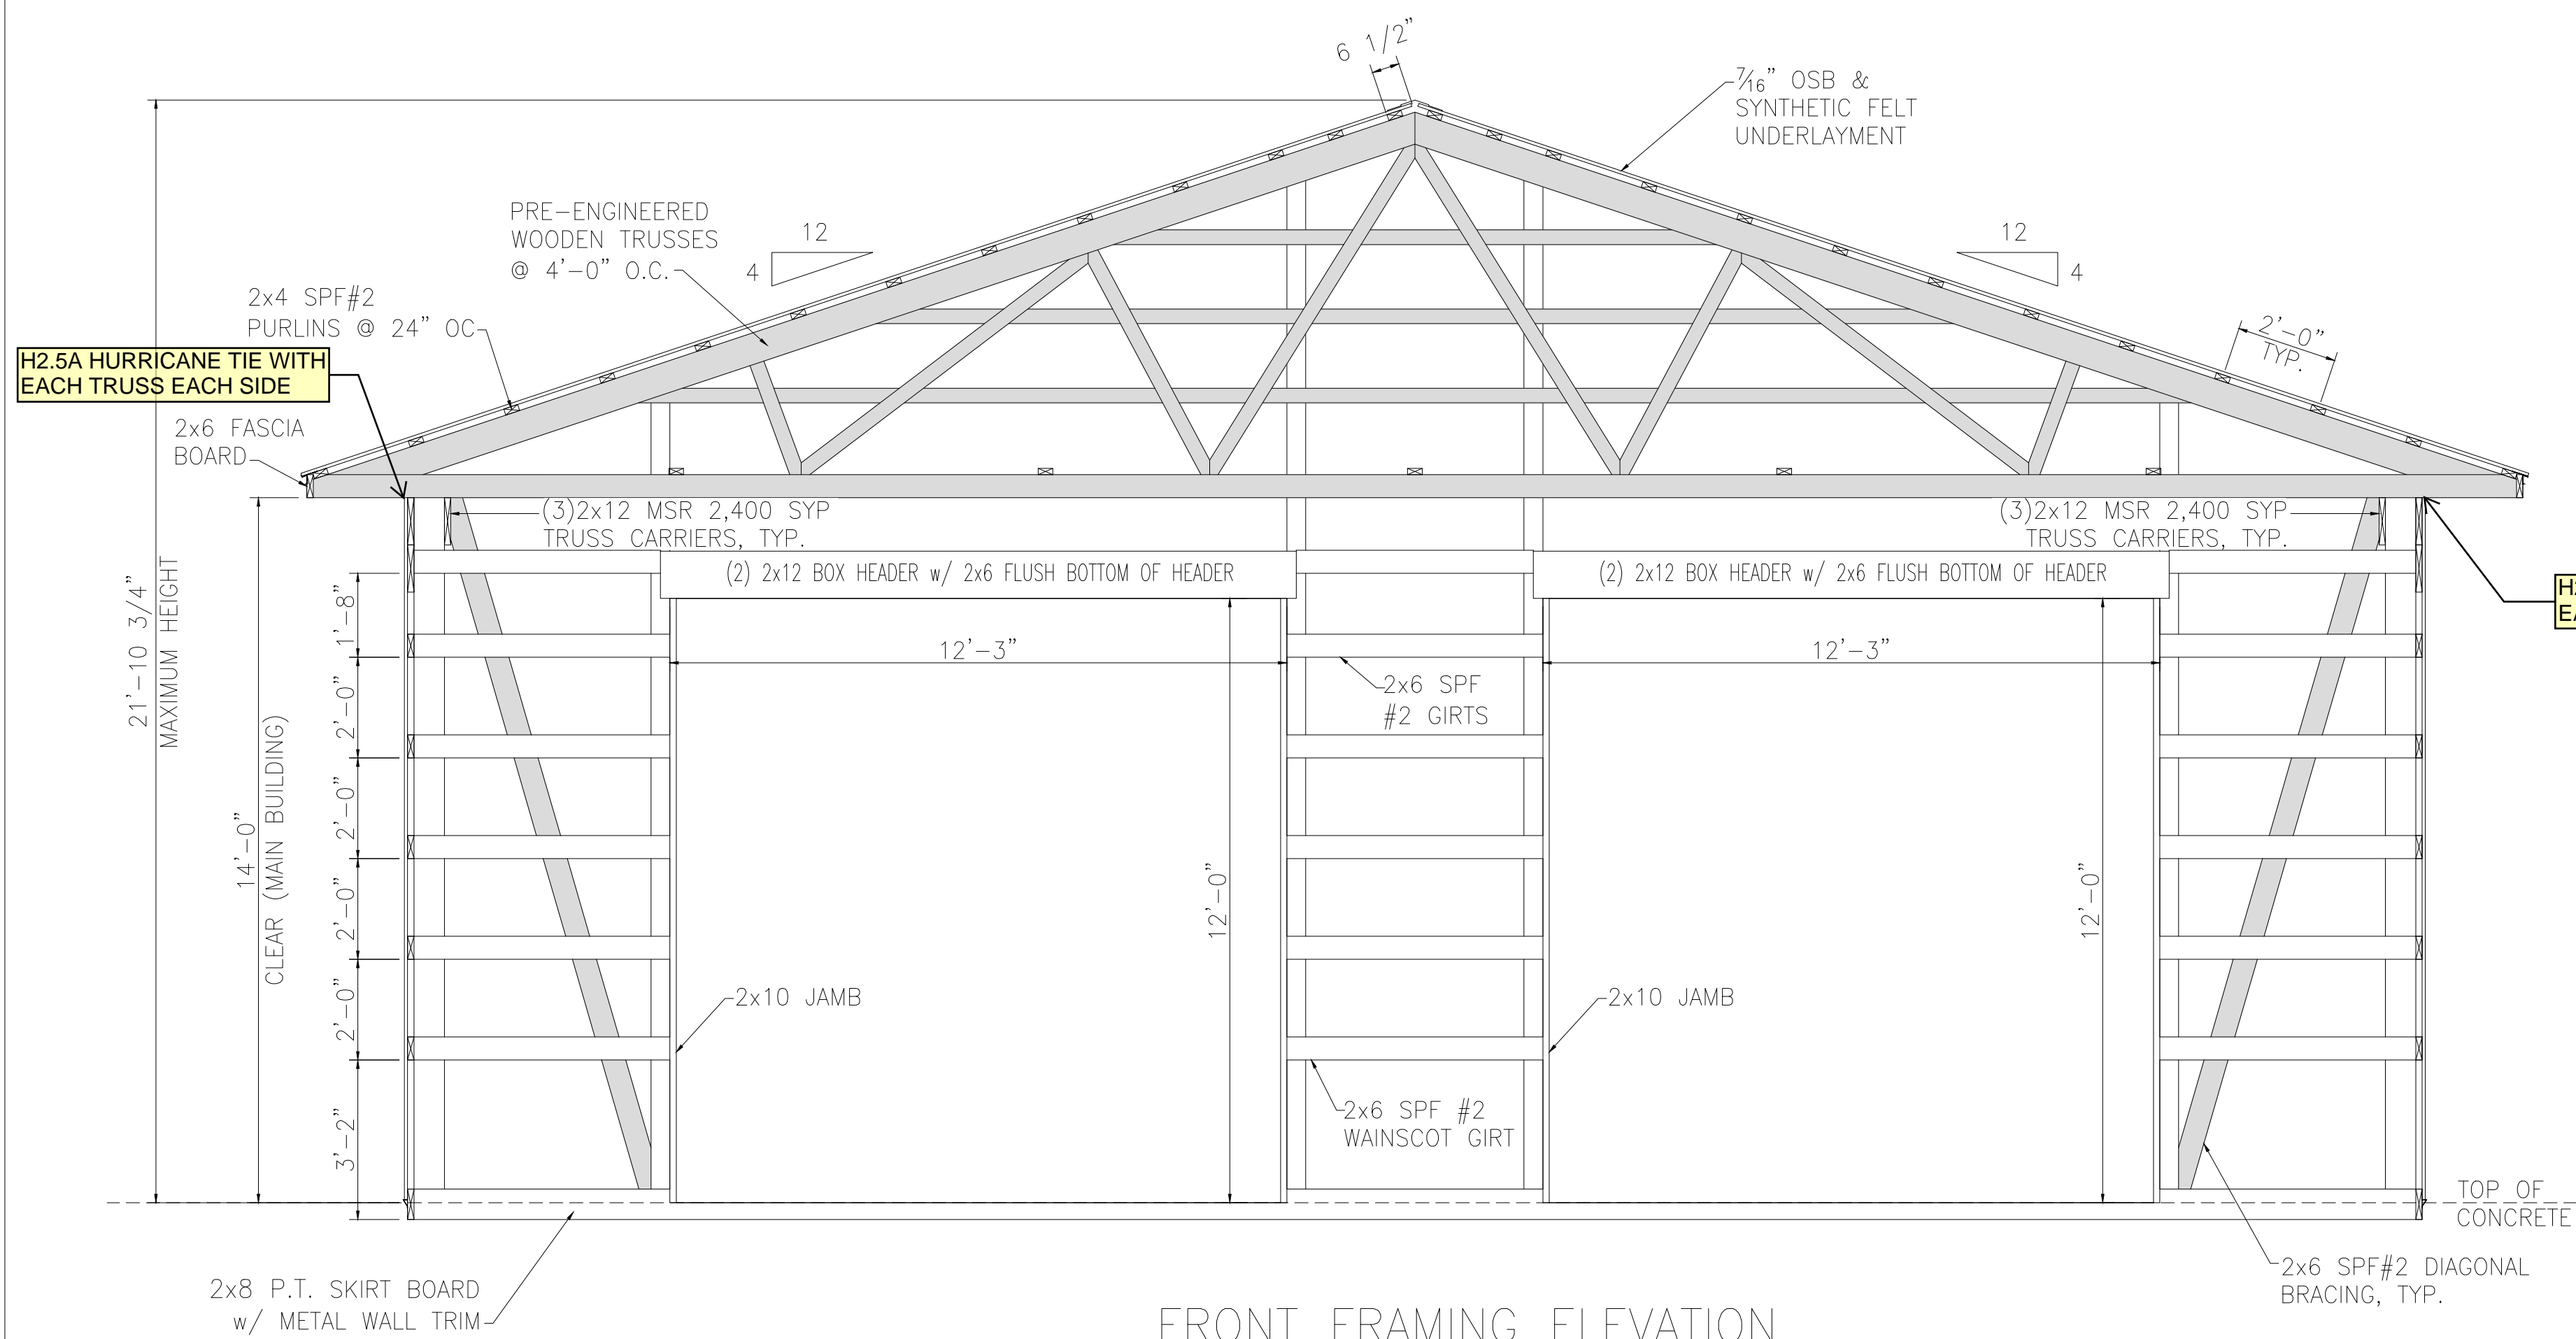 6 1/2"
7/16" OSB &
SYNTHETIC FELT
UNDERLAYMENT
PRE-ENGINEERED
WOODEN TRUSSES
@ 4'-0" O.C.
12
4
12
4
2x4 SPF#2
PURLINS @ 24" OC
2'-0"
TYP.
H2.5A HURRICANE TIE WITH
EACH TRUSS EACH SIDE
2x6 FASCIA
BOARD
(3)2x12 MSR 2,400 SYP
TRUSS CARRIERS, TYP.
(3)2x12 MSR 2,400 SYP
TRUSS CARRIERS, TYP.
(2) 2x12 BOX HEADER w/ 2x6 FLUSH BOTTOM OF HEADER
(2) 2x12 BOX HEADER w/ 2x6 FLUSH BOTTOM OF HEADER
21'-10 3/4"
MAXIMUM HEIGHT
14'-0"
CLEAR (MAIN BUILDING)
1'-8"
2'-0"
2'-0"
2'-0"
2'-0"
3'-2"
12'-3"
12'-3"
2x6 SPF
#2 GIRTS
12'-0"
12'-0"
2x10 JAMB
2x10 JAMB
2x6 SPF #2
WAINSCOT GIRT
TOP OF
CONCRETE
2x8 P.T. SKIRT BOARD
w/ METAL WALL TRIM
2x6 SPF#2 DIAGONAL
BRACING, TYP.
FRONT FRAMING ELEVATION